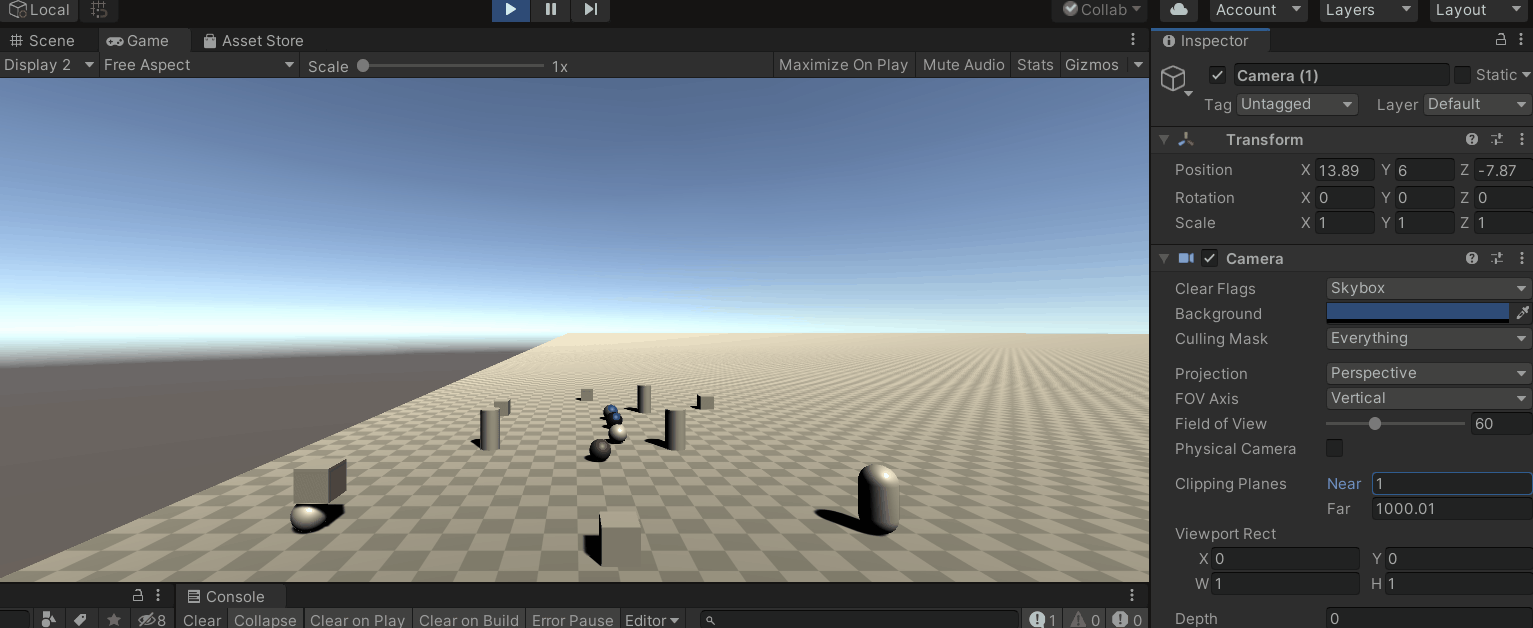 Local
Collab
Account
Layers
Layout
Scene
Game
Asset Store
Inspector
Display 2
Free Aspect
Scale
1x
Maximize On Play
Mute Audio
Stats
Gizmos
Camera (1)
Static
Tag
Untagged
Layer
Default
Transform
Position X 13.89 Y 6 Z -7.87
Rotation X 0 Y 0 Z 0
Scale X 1 Y 1 Z 1
Camera
Clear Flags Skybox
Background
Culling Mask Everything
Projection Perspective
FOV Axis Vertical
Field of View 60
Physical Camera
Clipping Planes Near 1
Far 1000.01
Viewport Rect
X 0 Y 0
W 1 H 1
Depth 0
Console
8
Clear
Collapse
Clear on Play
Clear on Build
Error Pause
Editor
1
0
0